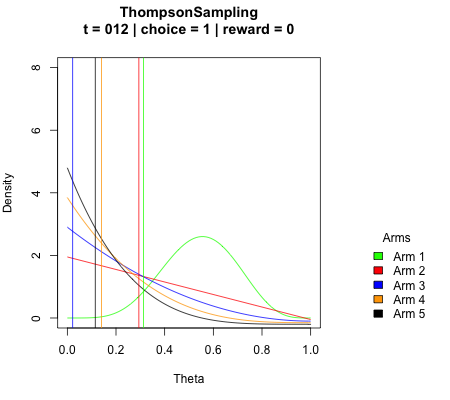 ThompsonSampling
t = 012 | choice = 1 | reward = 0
Density
8
6
4
2
0
0.0 0.2 0.4 0.6 0.8 1.0
Theta
Arms
Arm 1
Arm 2
Arm 3
Arm 4
Arm 5